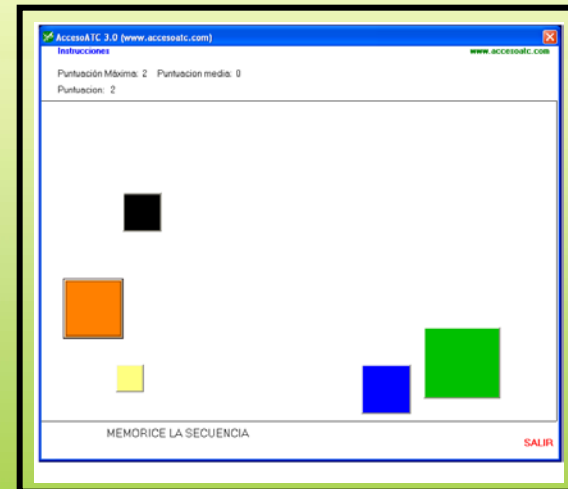 AccesoATC 3.0 (www.accesoatc.com)
Instrucciones www.accesoatc.com
Puntuación Máxima: 2 Puntuacion media: 0
Puntuacion: 2
MEMORICE LA SECUENCIA
SALIR